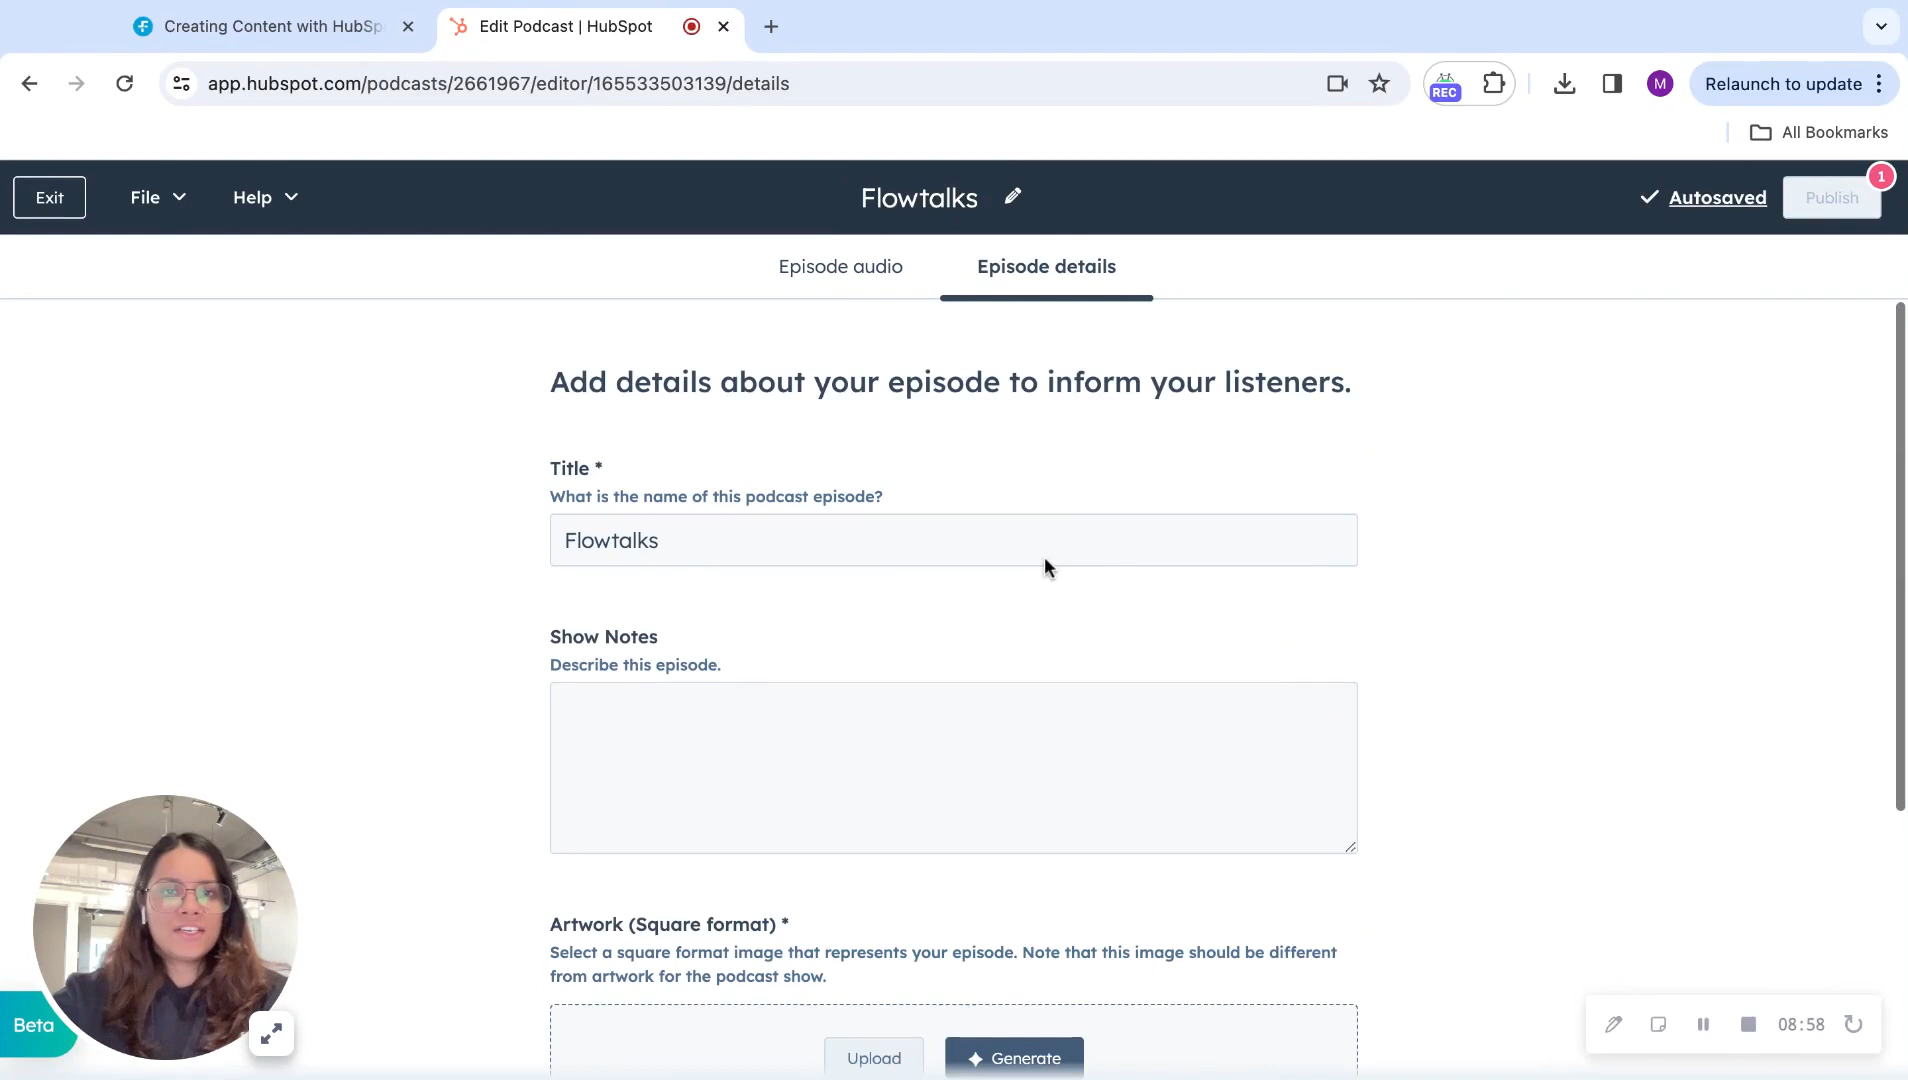 Creating Content with HubSp
Edit Podcast | HubSpot
app.hubspot.com/podcasts/2661967/editor/165533503139/details
REC
M
Relaunch to update
All Bookmarks
Exit
File
Help
Flowtalks
Autosaved
Publish
1
Episode audio
Episode details
Add details about your episode to inform your listeners.
Title *
What is the name of this podcast episode?
Flowtalks
Show Notes
Describe this episode.
Artwork (Square format) *
Select a square format image that represents your episode. Note that this image should be different
from artwork for the podcast show.
Upload
Generate
Beta
08:58